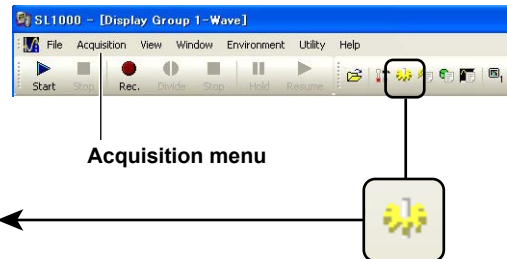 SL1000 - [Display Group 1-Wave]
File Acquisition View Window Environment Utility Help
Start Stop Rec. Divide Stop Hold Resume
Acquisition menu